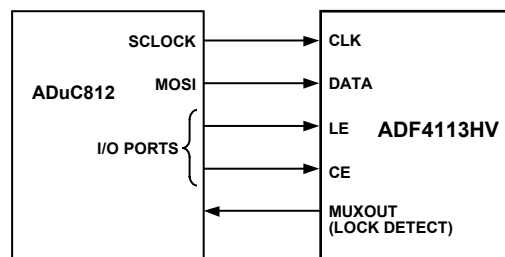 SCLOCK
MOSI
ADuC812
I/O PORTS
CLK
DATA
LE
ADF4113HV
CE
MUXOUT
(LOCK DETECT)